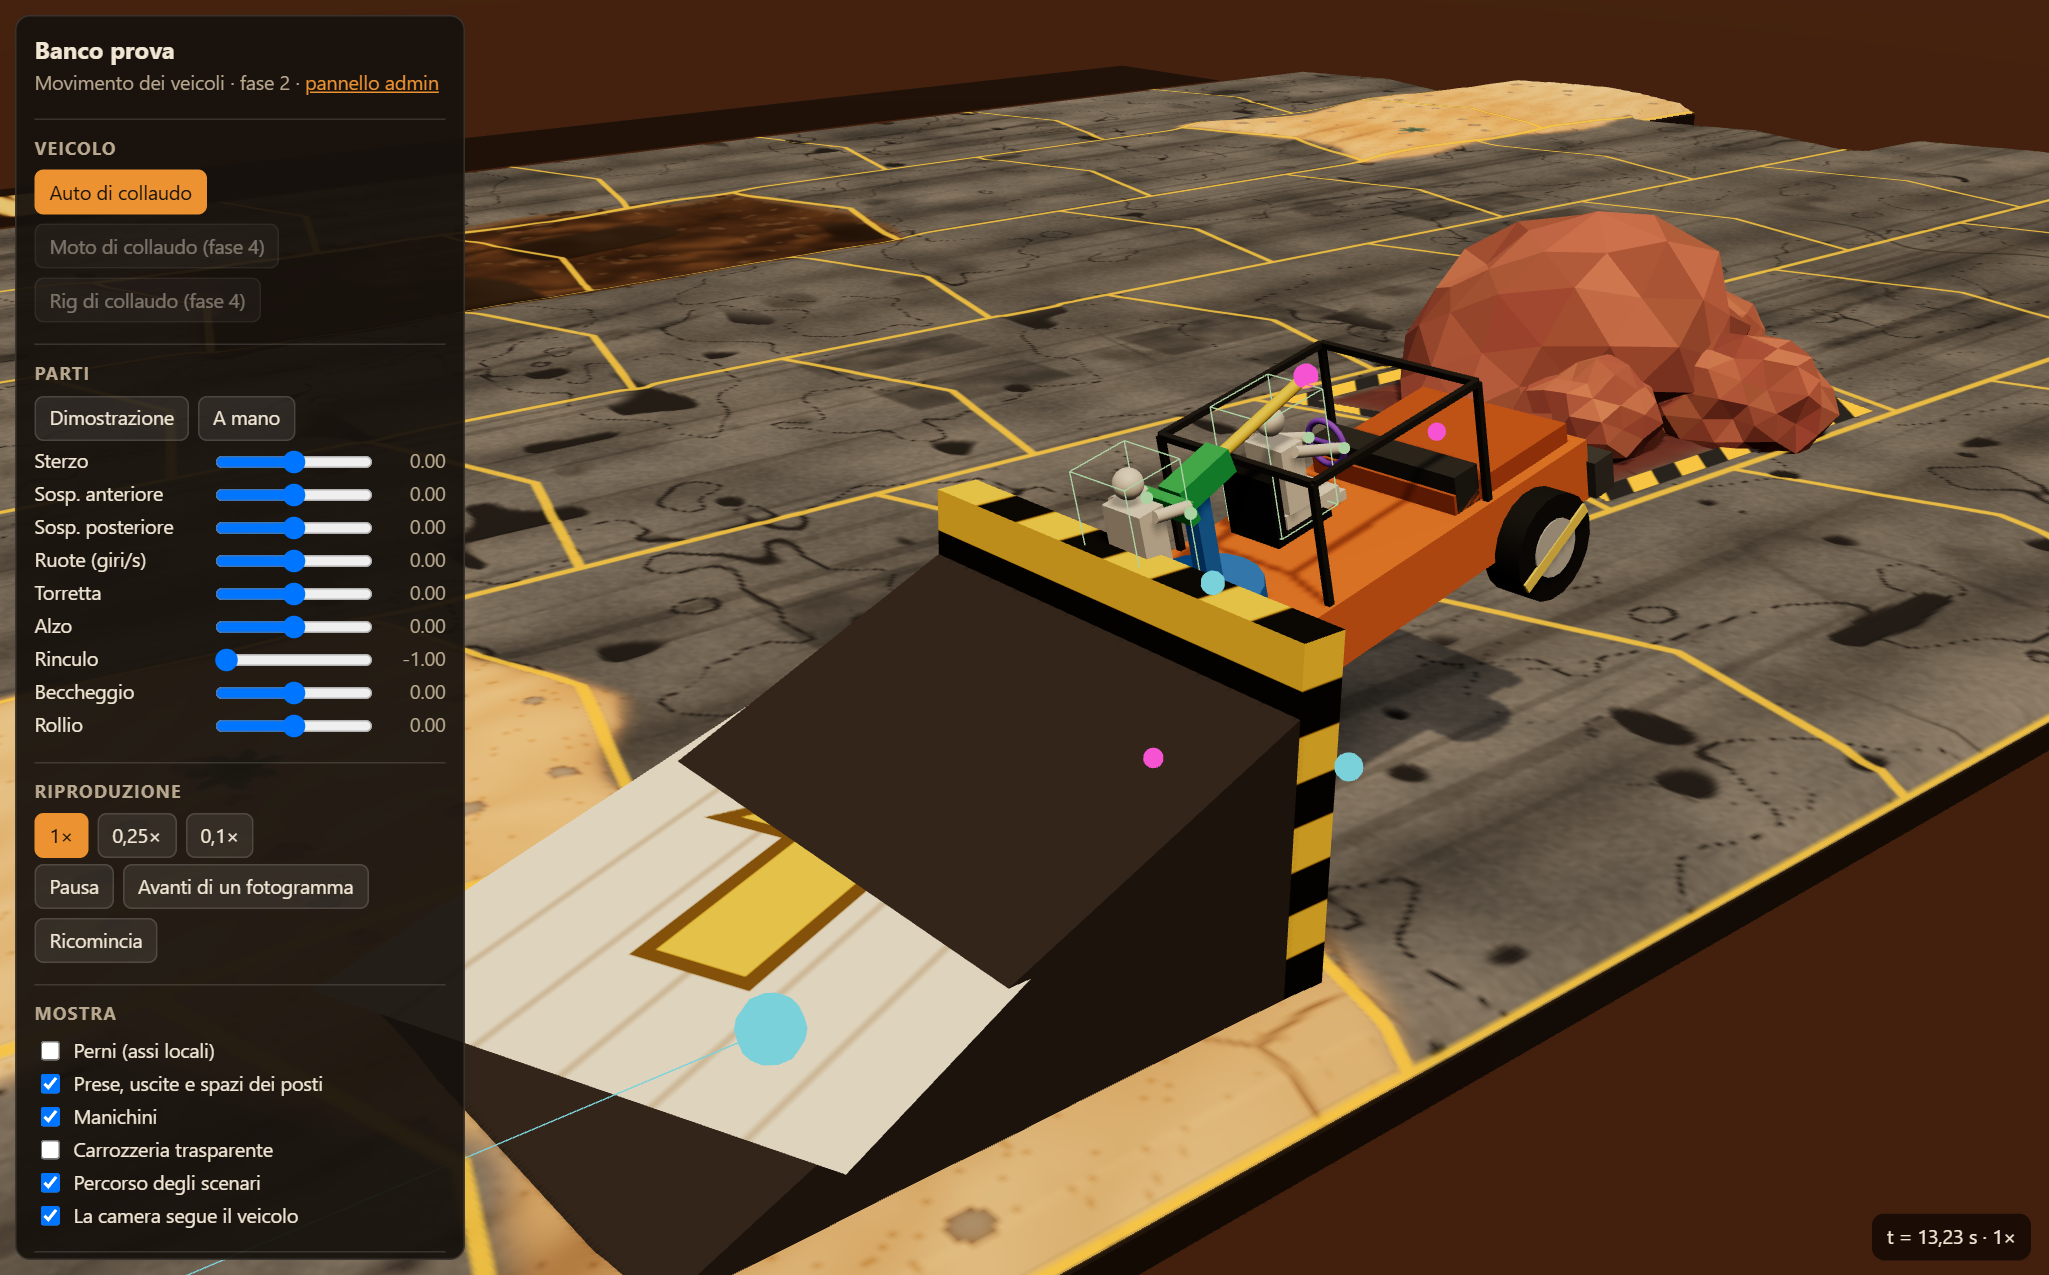 Banco prova
Movimento dei veicoli · fase 2 · pannello admin
VEICOLO
Auto di collaudo
Moto di collaudo (fase 4)
Rig di collaudo (fase 4)
PARTI
Dimostrazione A mano
Sterzo 0.00
Sosp. anteriore 0.00
Sosp. posteriore 0.00
Ruote (giri/s) 0.00
Torretta 0.00
Alzo 0.00
Rinculo -1.00
Beccheggio 0.00
Rollio 0.00
RIPRODUZIONE
1× 0,25× 0,1×
Pausa Avanti di un fotogramma
Ricomincia
MOSTRA
Perni (assi locali)
Prese, uscite e spazi dei posti
Manichini
Carrozzeria trasparente
Percorso degli scenari
La camera segue il veicolo
t = 13,23 s · 1×